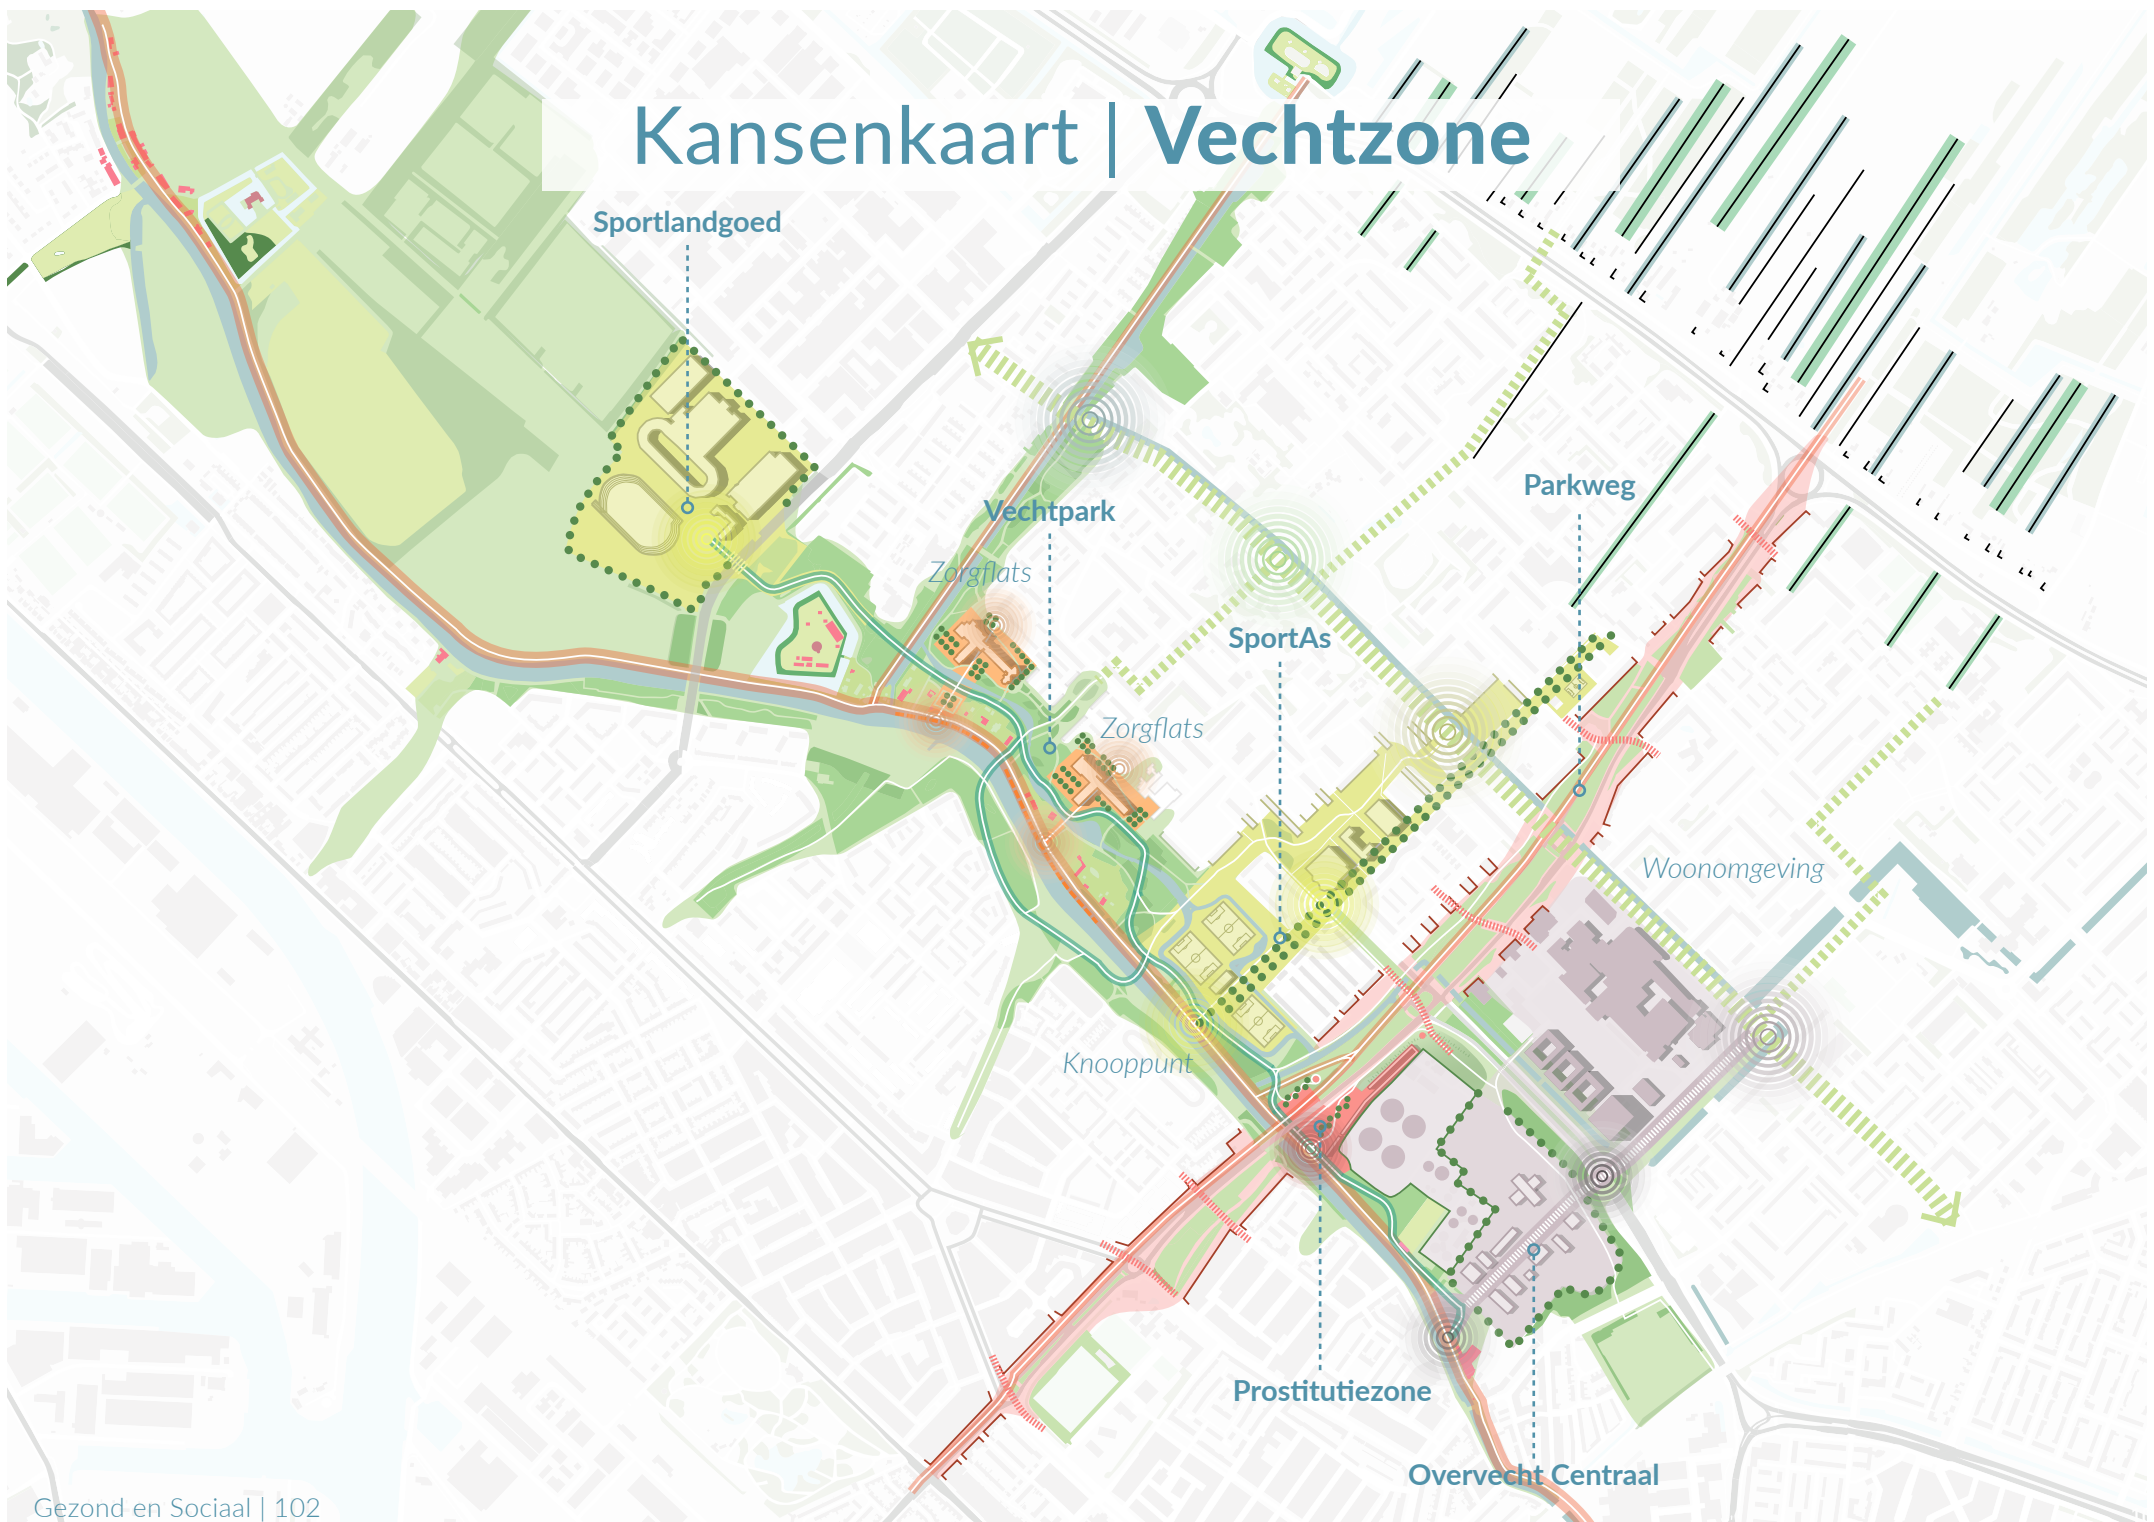 Kansenkaart | Vechtzone
Sportlandgoed
Parkweg
Vechtpark
Zorgflats
SportAs
Zorgflats
Woonomgeving
Knooppunt
Prostitutiezone
Overvecht Centraal
Gezond en Sociaal | 102